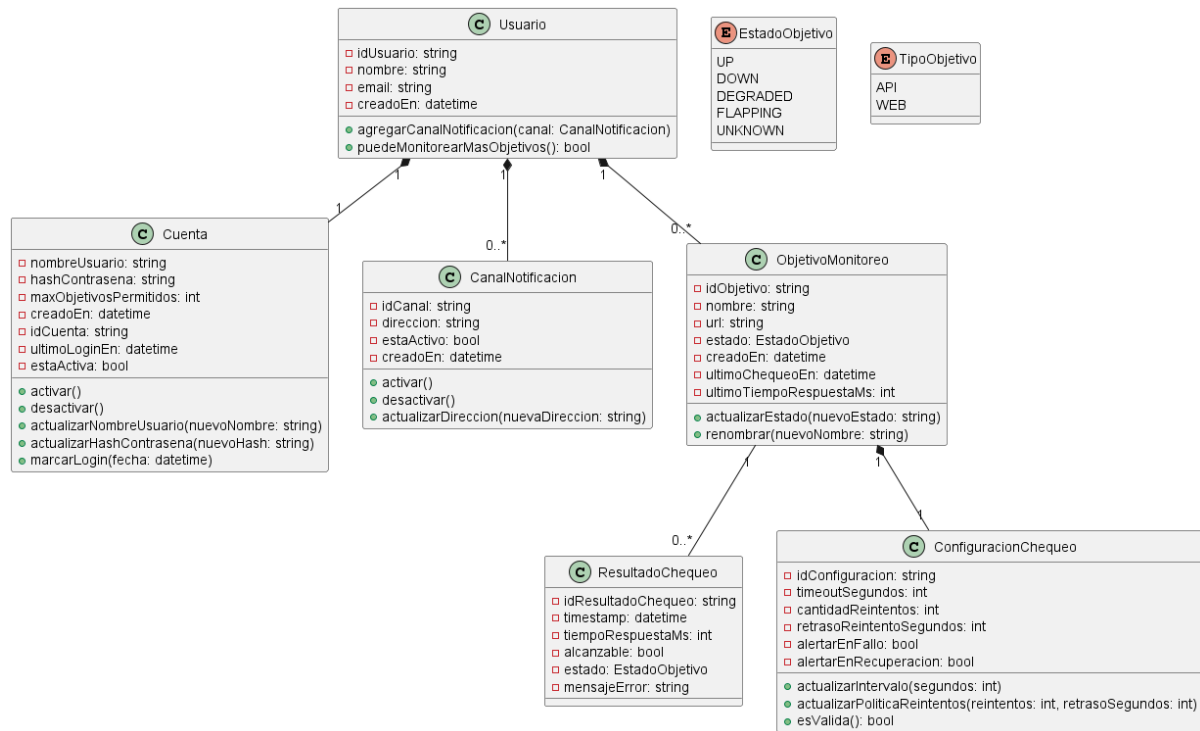 C Usuario
idUsuario: string
nombre: string
email: string
creadoEn: datetime
agregarCanalNotificacion(canal: CanalNotificacion)
puedeMonitorearMasObjetivos(): bool
E EstadoObjetivo
UP
DOWN
DEGRADED
FLAPPING
UNKNOWN
E TipoObjetivo
API
WEB
1
1
1
1
0..*
0..*
C Cuenta
nombreUsuario: string
hashContrasena: string
maxObjetivosPermitidos: int
creadoEn: datetime
idCuenta: string
ultimoLoginEn: datetime
estaActiva: bool
activar()
desactivar()
actualizarNombreUsuario(nuevoNombre: string)
actualizarHashContrasena(nuevoHash: string)
marcarLogin(fecha: datetime)
C CanalNotificacion
idCanal: string
direccion: string
estaActivo: bool
creadoEn: datetime
activar()
desactivar()
actualizarDireccion(nuevaDireccion: string)
C ObjetivoMonitoreo
idObjetivo: string
nombre: string
url: string
estado: EstadoObjetivo
creadoEn: datetime
ultimoChequeoEn: datetime
ultimoTiempoRespuestaMs: int
actualizarEstado(nuevoEstado: string)
renombrar(nuevoNombre: string)
1
1
0..*
1
C ResultadoChequeo
idResultadoChequeo: string
timestamp: datetime
tiempoRespuestaMs: int
alcanzable: bool
estado: EstadoObjetivo
mensajeError: string
C ConfiguracionChequeo
idConfiguracion: string
timeoutSegundos: int
cantidadReintentos: int
retrasoReintentoSegundos: int
alertarEnFallo: bool
alertarEnRecuperacion: bool
actualizarIntervalo(segundos: int)
actualizarPoliticaReintentos(reintentos: int, retrasoSegundos: int)
esValida(): bool